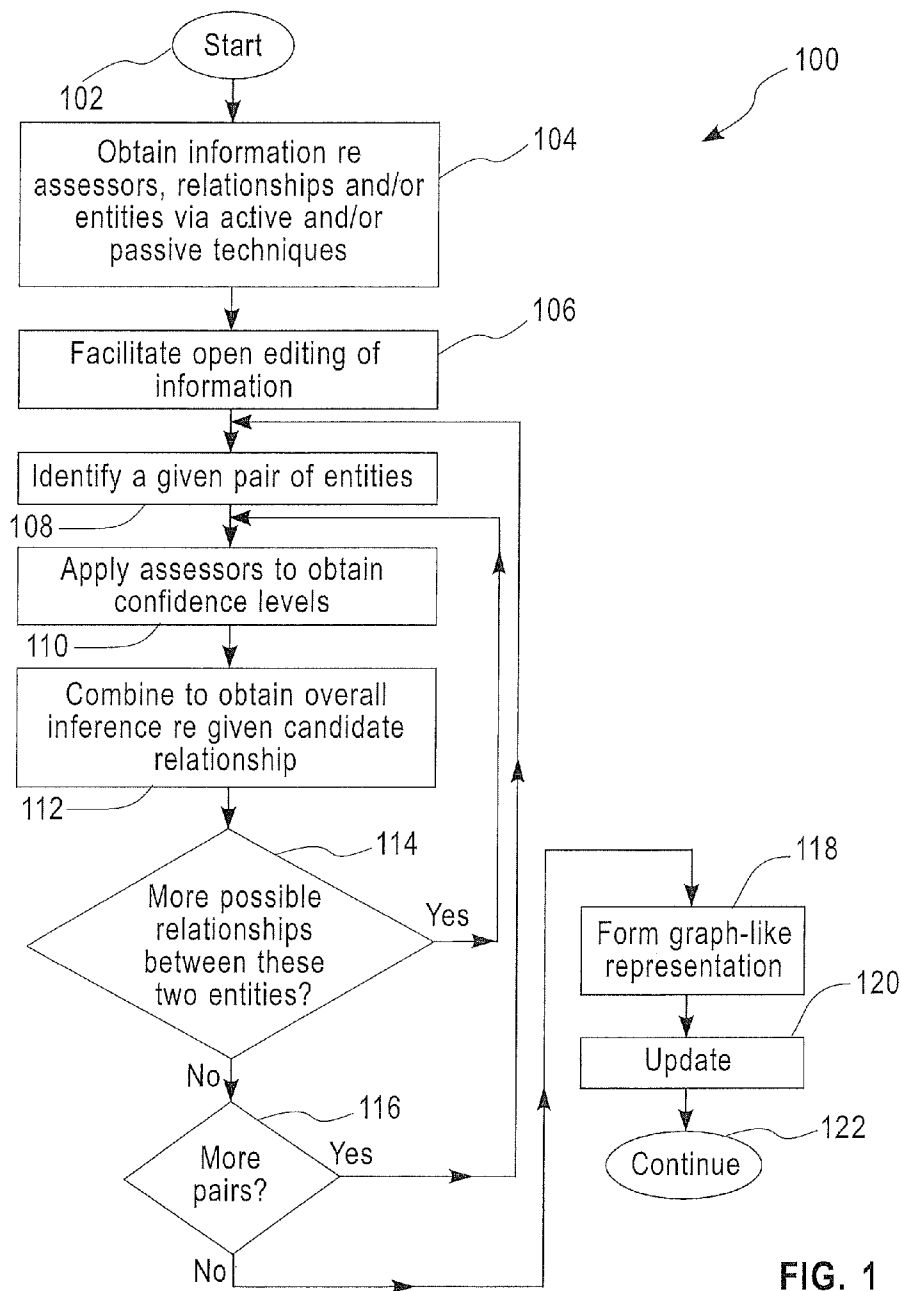 Start
102
100
Obtain information re
assessors, relationships and/or
entities via active and/or
passive techniques
104
Facilitate open editing of
information
106
Identify a given pair of entities
108
Apply assessors to obtain
confidence levels
110
Combine to obtain overall
inference re given candidate
relationship
112
114
More possible
relationships
between these
two entities?
Yes
No
116
More
pairs?
Yes
No
118
Form graph-like
representation
120
Update
122
Continue
FIG. 1